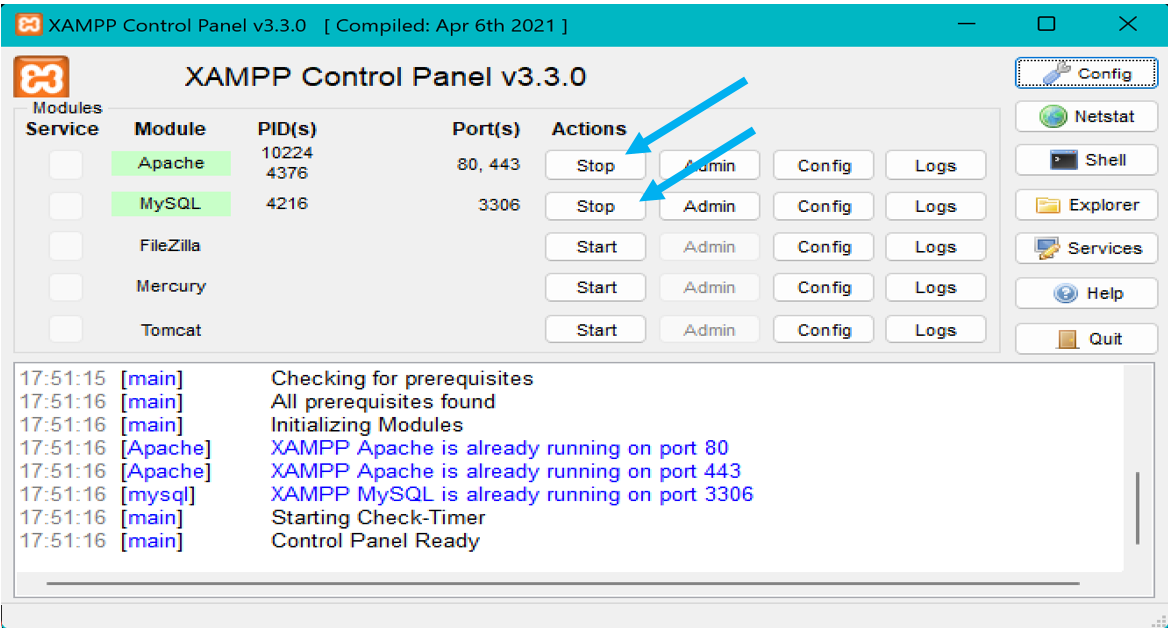 XAMPP Control Panel v3.3.0 [ Compiled: Apr 6th 2021 ]
XAMPP Control Panel v3.3.0
Config
Modules
Service Module PID(s) Port(s) Actions
Netstat
Apache 10224 4376 80, 443 Stop Admin Config Logs
Shell
MySQL 4216 3306 Stop Admin Config Logs
Explorer
FileZilla Start Admin Config Logs
Services
Mercury Start Admin Config Logs
Help
Tomcat Start Admin Config Logs
Quit
17:51:15 [main] Checking for prerequisites
17:51:16 [main] All prerequisites found
17:51:16 [main] Initializing Modules
17:51:16 [Apache] XAMPP Apache is already running on port 80
17:51:16 [Apache] XAMPP Apache is already running on port 443
17:51:16 [mysql] XAMPP MySQL is already running on port 3306
17:51:16 [main] Starting Check-Timer
17:51:16 [main] Control Panel Ready